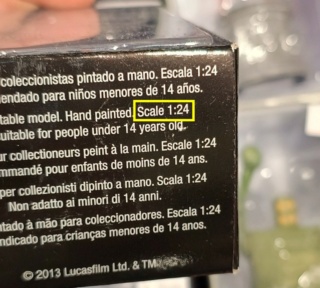 coleccionistas pintado a mano. Escala 1:24
endado para niños menores de 14 años.
table model. Hand painted. Scale 1:24
uitable for people under 14 years old.
ur collectioneurs peint à la main. Escale 1:24
mmandé pour enfants de moins de 14 ans.
per collezionisti dipinto a mano. Scala 1:24
Non adatto ai minori di 14 anni.
ntado à mão para coleccionadores. Escala 1:24
ndicado para crianças menores de 14 anos.
© 2013 Lucasfilm Ltd. & TM